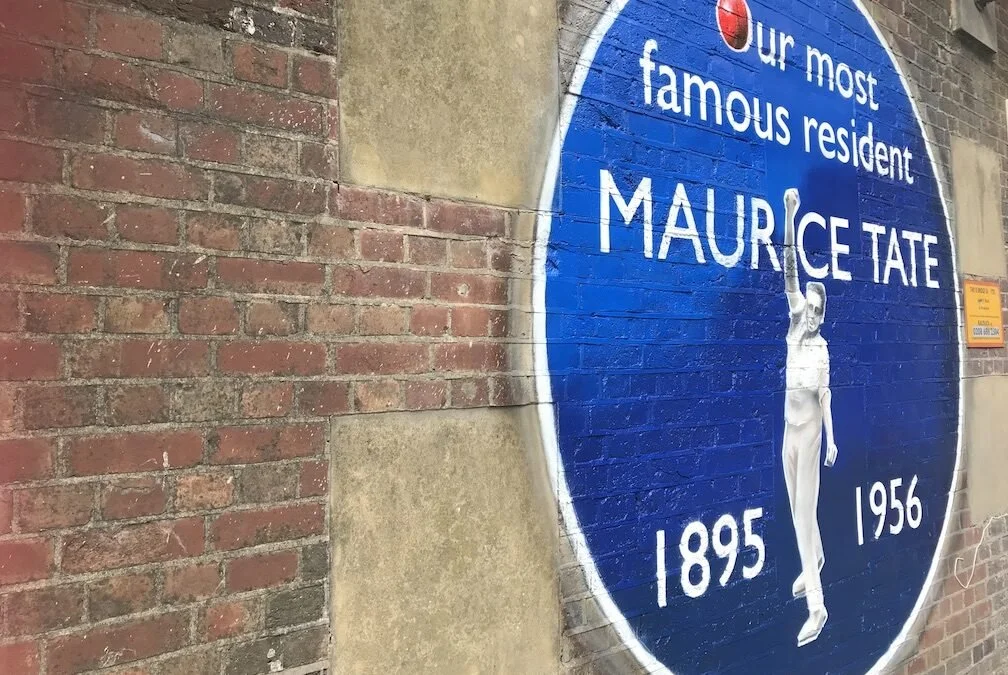 Our most
famous resident
MAURICE TATE
1895
1956